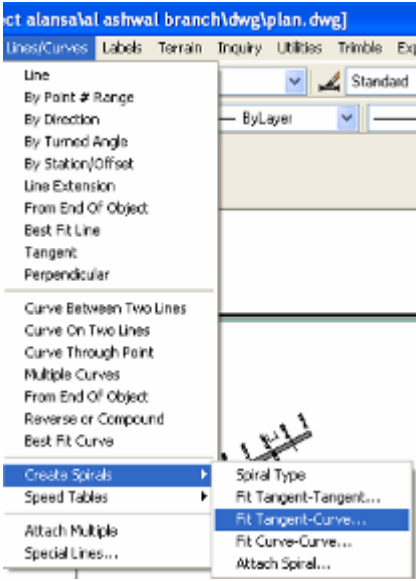 ct alansa\al ashwal branch\dwg\plan.dwg]
Lines/Curves Labels Terrain Inquiry Utilities Trimble Exp
Line
By Point # Range
By Direction
By Turned Angle
By Station/Offset
Line Extension
From End Of Object
Best Fit Line
Tangent
Perpendicular
Curve Between Two Lines
Curve On Two Lines
Curve Through Point
Multiple Curves
From End Of Object
Reverse or Compound
Best Fit Curve
Create Spirals
Speed Tables
Attach Multiple
Special Lines...
Standard
ByLayer
Spiral Type
Fit Tangent-Tangent...
Fit Tangent-Curve...
Fit Curve-Curve...
Attach Spiral...